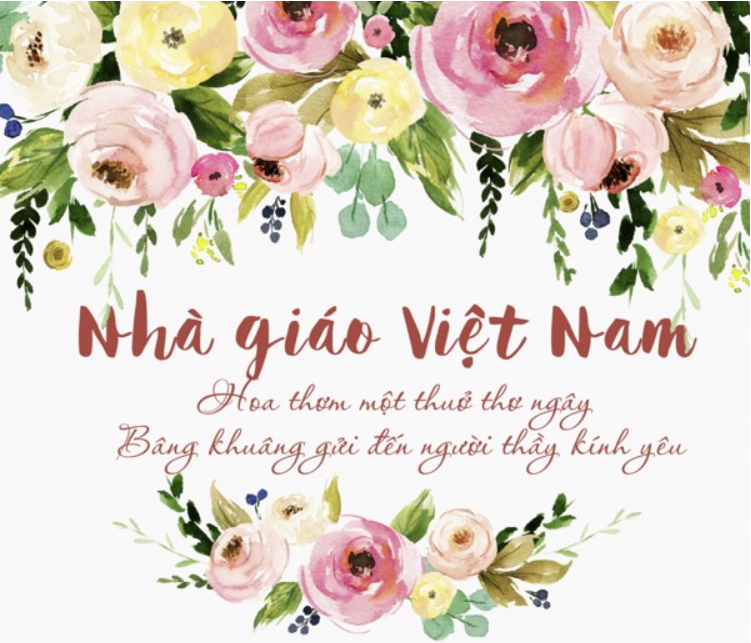 Nhà giáo Việt Nam
Hoa thơm một thuở thơ ngây
Bâng khuâng gửi đến người thầy kính yêu